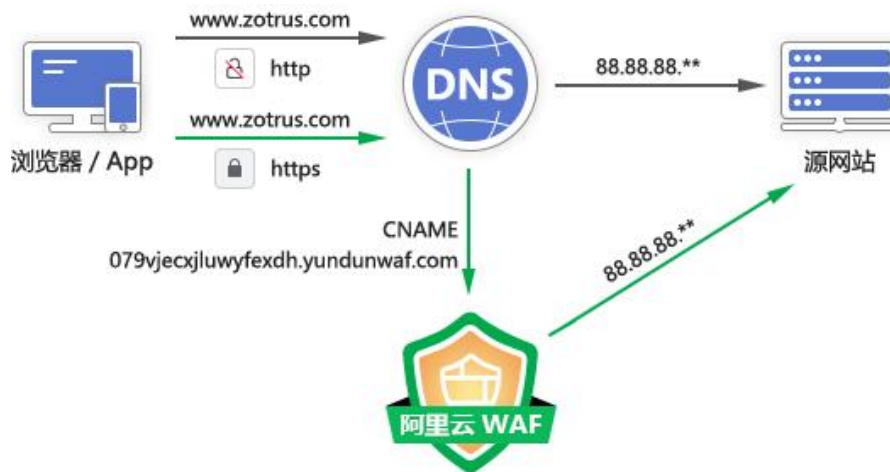 www.zotrus.com
http
DNS
88.88.88.**
www.zotrus.com
https
浏览器 / App
源网站
CNAME
079vjecxjluwyfexdh.yundunwaf.com
88.88.88.**
阿里云 WAF